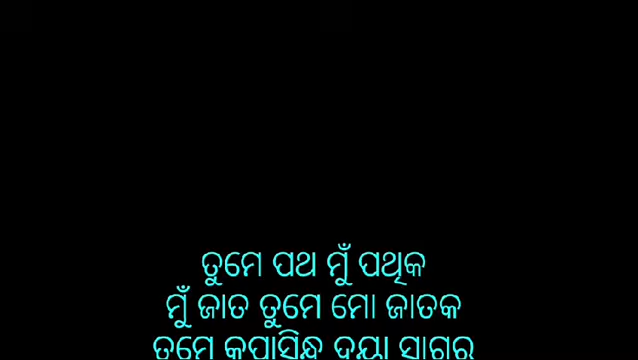 ତୁମେ ପଥ ମୁଁ ପଥିକ
ମୁଁ ଜାତ ତୁମେ ମୋ ଜାତକ
ତୁମେ କୃପାସିନ୍ଧୁ ଦୟା ସାଗର